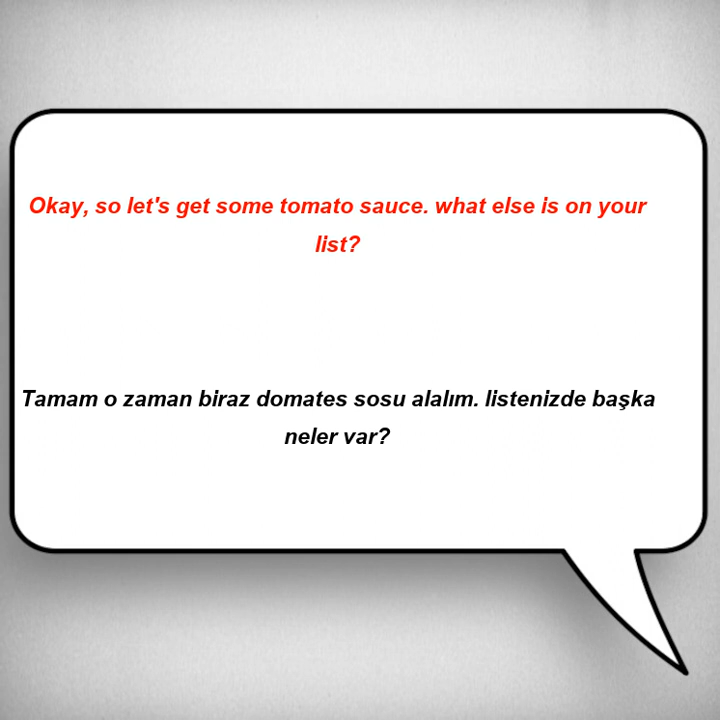 Okay, so let's get some tomato sauce. what else is on your
list?
Tamam o zaman biraz domates sosu alalım. listenizde başka
neler var?